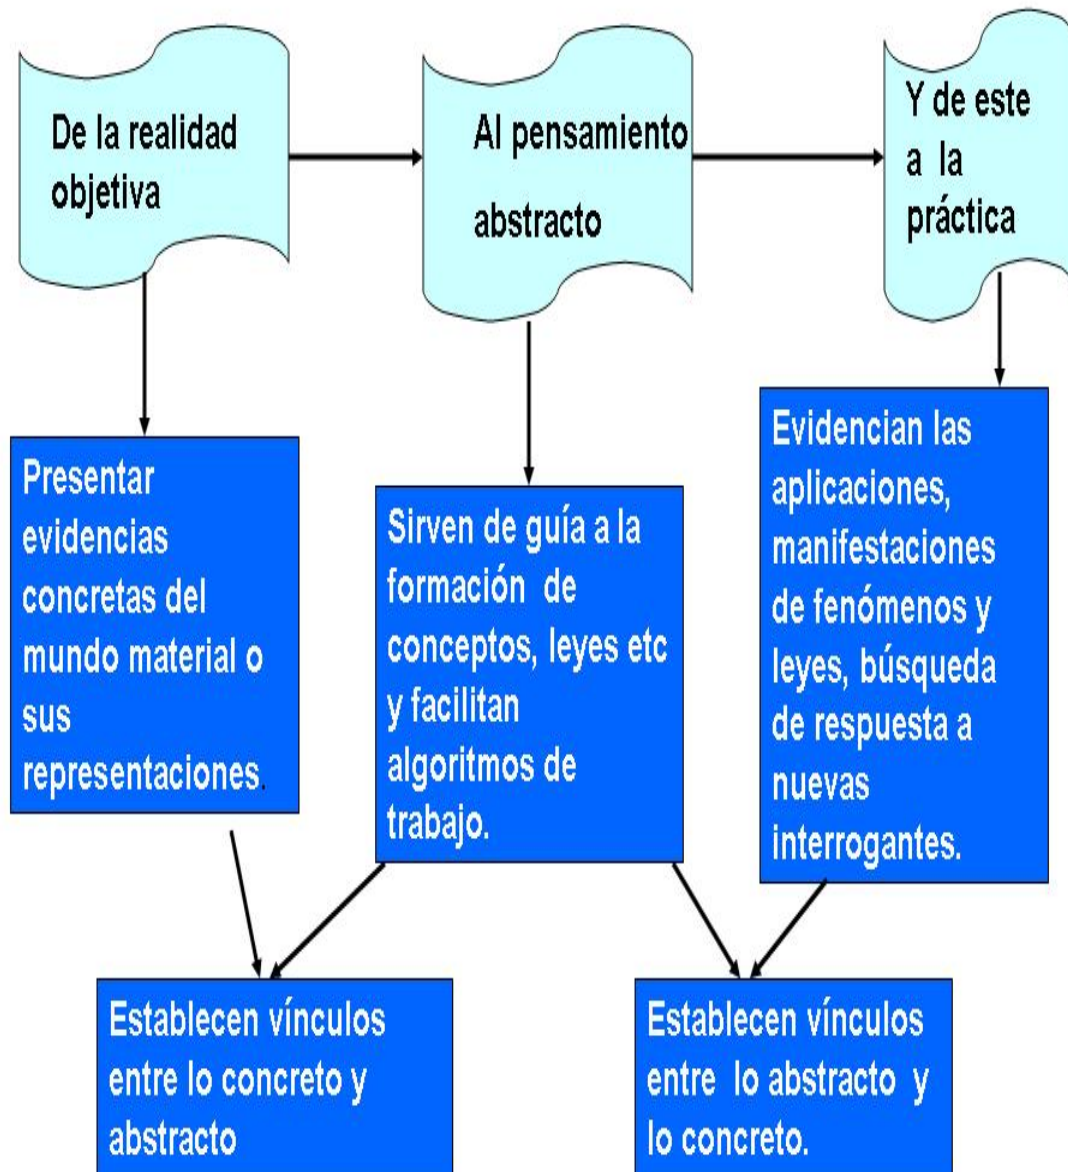 De la realidad
objetiva
Al pensamiento
abstracto
Y de este
a la
práctica
Presentar
evidencias
concretas del
mundo material o
sus
representaciones.
Sirven de guía a la
formación de
conceptos, leyes etc
y facilitan
algoritmos de
trabajo.
Evidencian las
aplicaciones,
manifestaciones
de fenómenos y
leyes, búsqueda
de respuesta a
nuevas
interrogantes.
Establecen vínculos
entre lo concreto y
abstracto
Establecen vínculos
entre lo abstracto y
lo concreto.